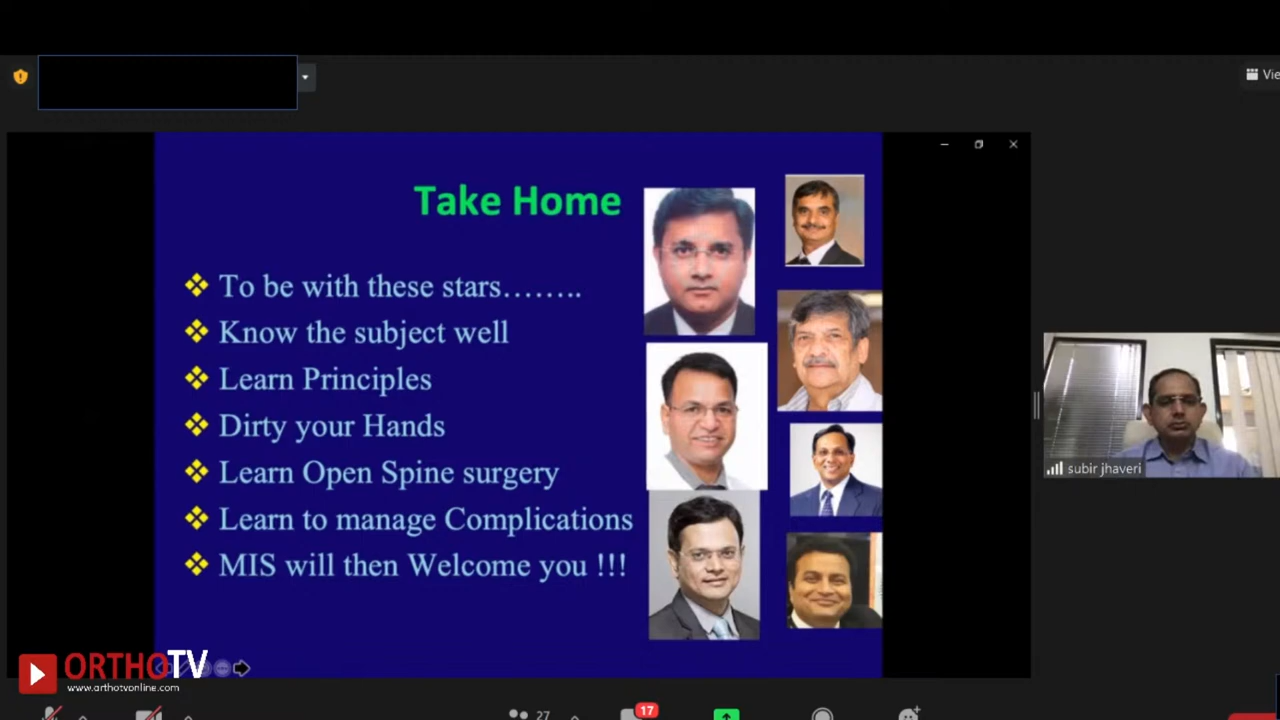 Vie
Take Home
To be with these stars........
Know the subject well
Learn Principles
Dirty your Hands
Learn Open Spine surgery
Learn to manage Complications
MIS will then Welcome you !!!
subir jhaveri
ORTHOTV
www.orthotvonline.com
27
17